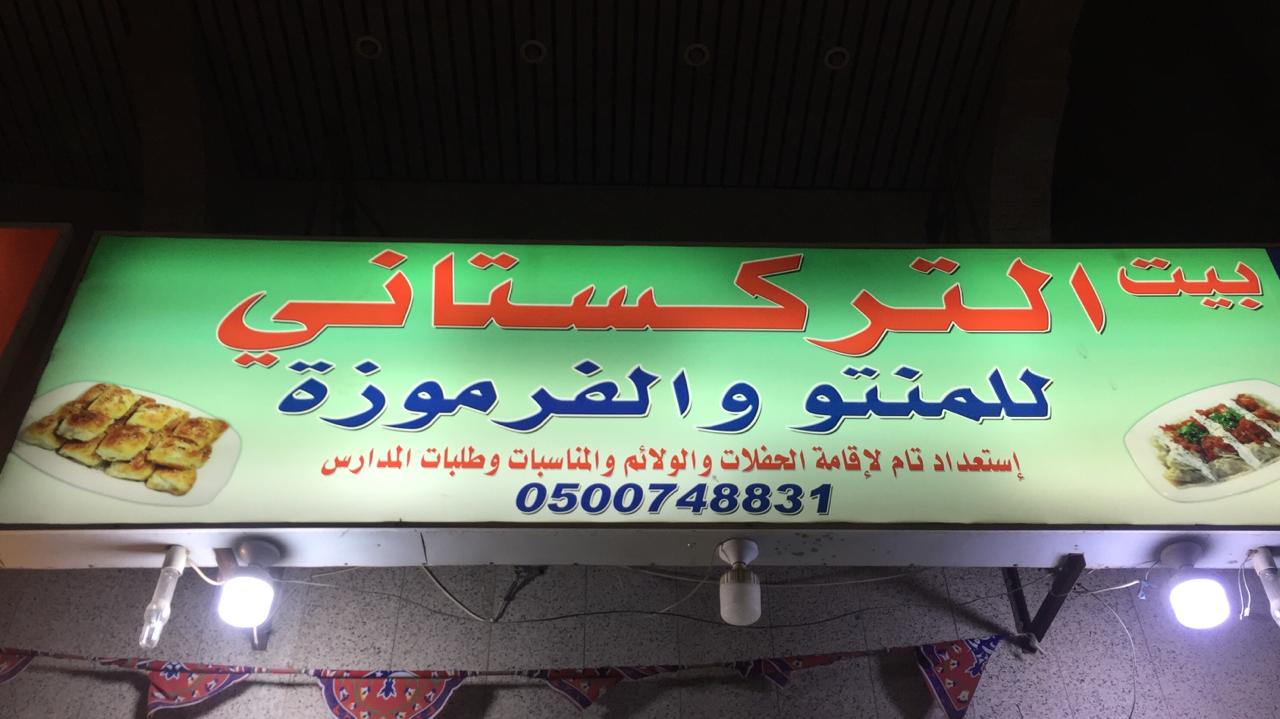 بيت التركستاني
للمنتو والفرموزة
إستعداد تام لإقامة الحفلات والولائم والمناسبات وطلبات المدارس
0500748831